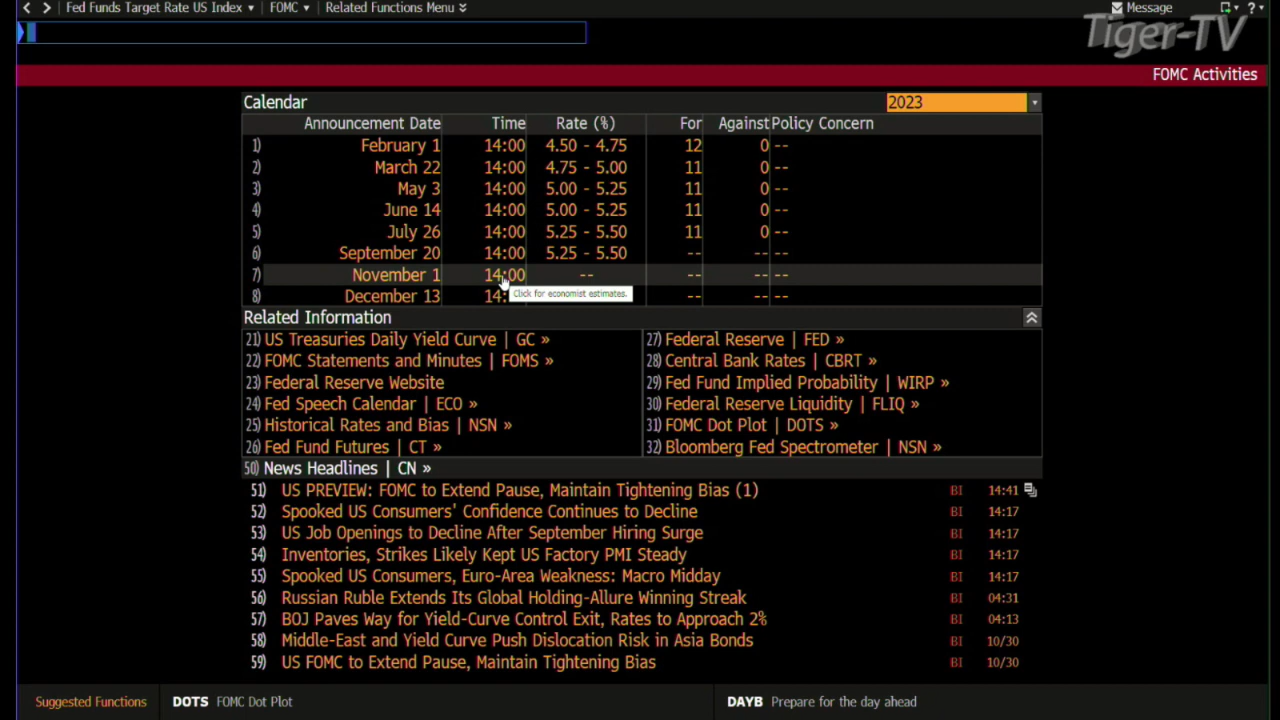 Fed Funds Target Rate US Index FOMC Related Functions Menu Message ?
Tiger-TV
FOMC Activities
Calendar 2023
Announcement Date Time Rate (%) For Against Policy Concern
1) February 1 14:00 4.50 - 4.75 12 0 --
2) March 22 14:00 4.75 - 5.00 11 0 --
3) May 3 14:00 5.00 - 5.25 11 0 --
4) June 14 14:00 5.00 - 5.25 11 0 --
5) July 26 14:00 5.25 - 5.50 11 0 --
6) September 20 14:00 5.25 - 5.50 -- -- --
7) November 1 14:00 -- -- -- --
Click for economist estimates.
8) December 13 14: -- -- --
Related Information
21) US Treasuries Daily Yield Curve | GC » 27) Federal Reserve | FED »
22) FOMC Statements and Minutes | FOMS » 28) Central Bank Rates | CBRT »
23) Federal Reserve Website 29) Fed Fund Implied Probability | WIRP »
24) Fed Speech Calendar | ECO » 30) Federal Reserve Liquidity | FLIQ »
25) Historical Rates and Bias | NSN » 31) FOMC Dot Plot | DOTS »
26) Fed Fund Futures | CT » 32) Bloomberg Fed Spectrometer | NSN »
50) News Headlines | CN »
51) US PREVIEW: FOMC to Extend Pause, Maintain Tightening Bias (1) BI 14:41
52) Spooked US Consumers' Confidence Continues to Decline BI 14:17
53) US Job Openings to Decline After September Hiring Surge BI 14:17
54) Inventories, Strikes Likely Kept US Factory PMI Steady BI 14:17
55) Spooked US Consumers, Euro-Area Weakness: Macro Midday BI 14:17
56) Russian Ruble Extends Its Global Holding-Allure Winning Streak BI 04:31
57) BOJ Paves Way for Yield-Curve Control Exit, Rates to Approach 2% BI 04:13
58) Middle-East and Yield Curve Push Dislocation Risk in Asia Bonds BI 10/30
59) US FOMC to Extend Pause, Maintain Tightening Bias BI 10/30
Suggested Functions DOTS FOMC Dot Plot DAYB Prepare for the day ahead